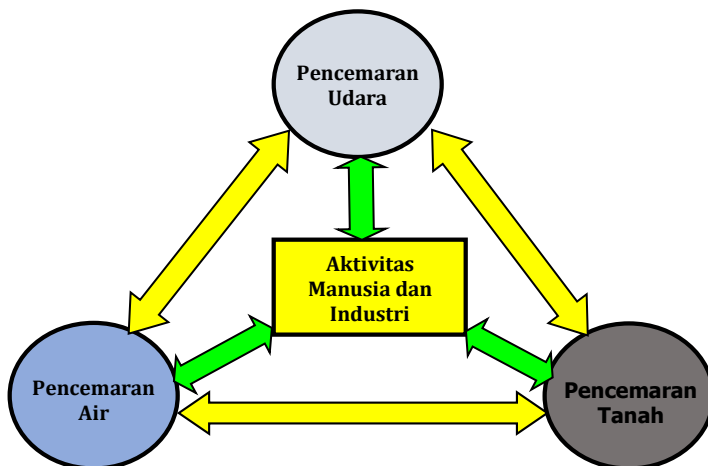 Pencemaran
Udara
Aktivitas
Manusia dan
Industri
Pencemaran
Air
Pencemaran
Tanah